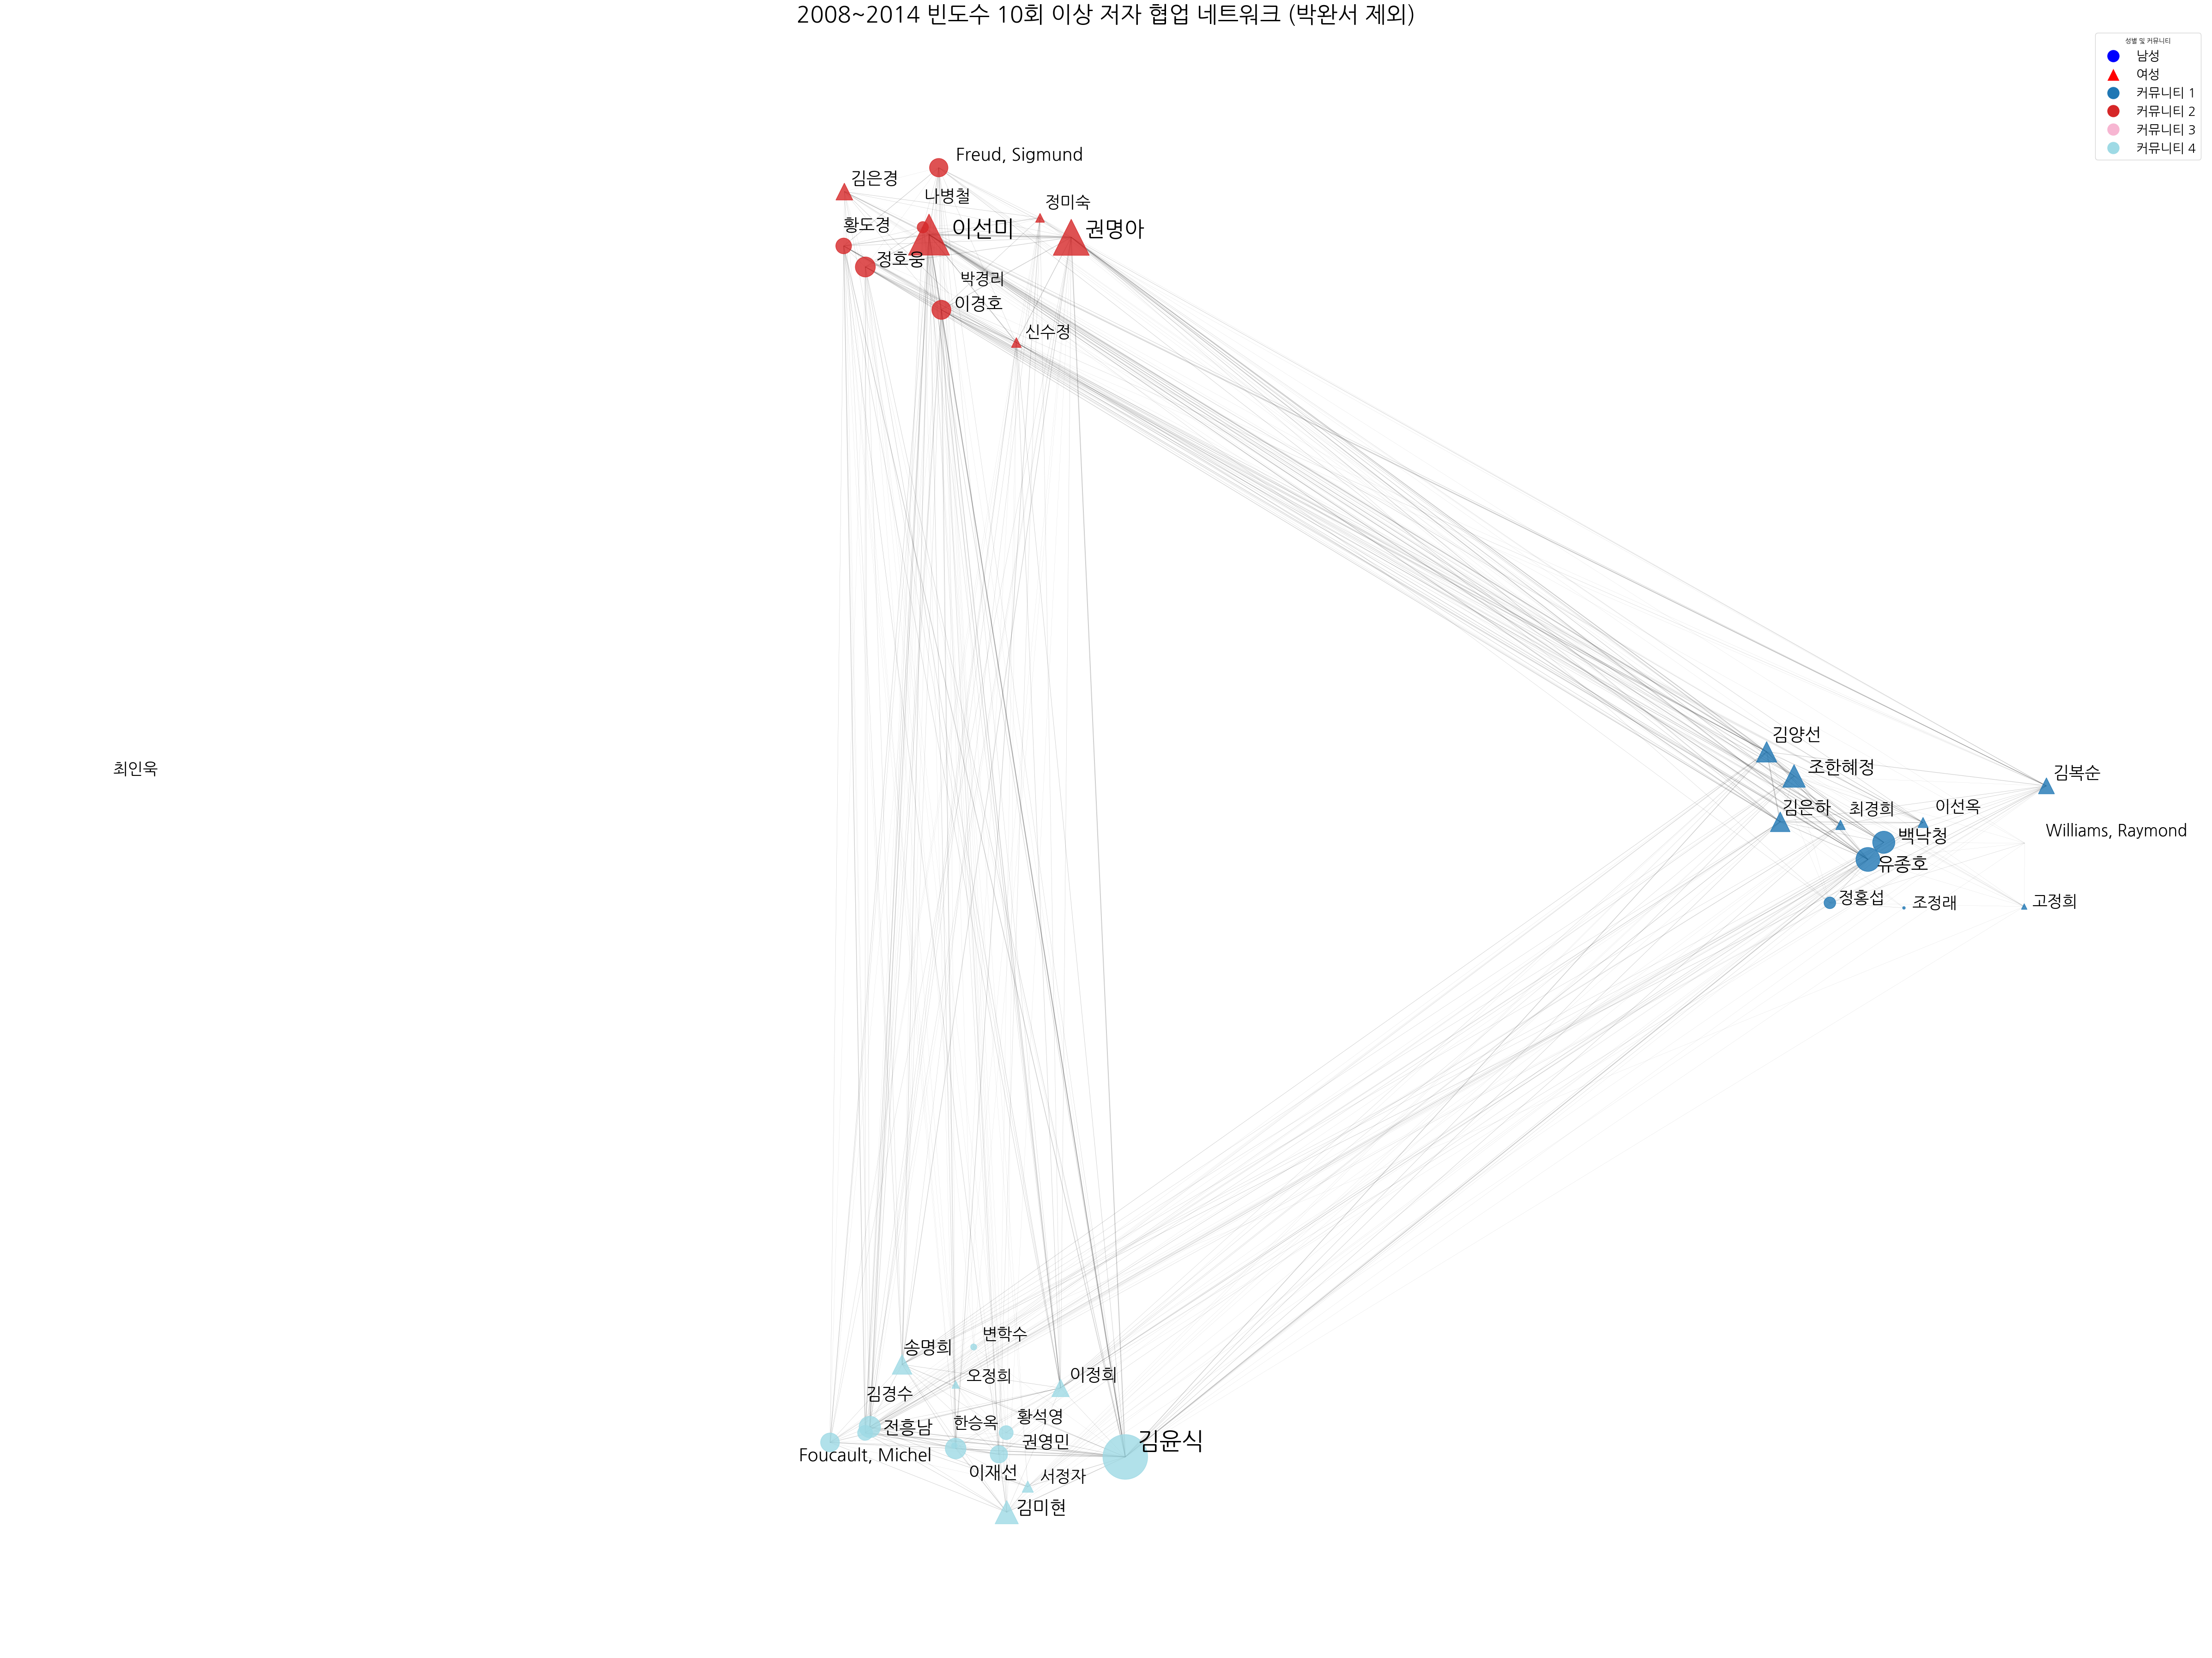 2008~2014 빈도수 10회 이상 저자 협업 네트워크 (박완서 제외)
성별 및 커뮤니티
남성
여성
커뮤니티 1
커뮤니티 2
커뮤니티 3
커뮤니티 4
Freud, Sigmund
김은경
나병철
정미숙
황도경
이선미
권명아
정호웅
박경리
이경호
신수정
김양선
최인욱
조한혜정
김복순
김은하
최경희
이선옥
Williams, Raymond
백낙청
유종호
정홍섭
조정래
고정희
변학수
송명희
오정희
이정희
김경수
한승옥
황석영
전흥남
권영민
김윤식
Foucault, Michel
이재선
서정자
김미현